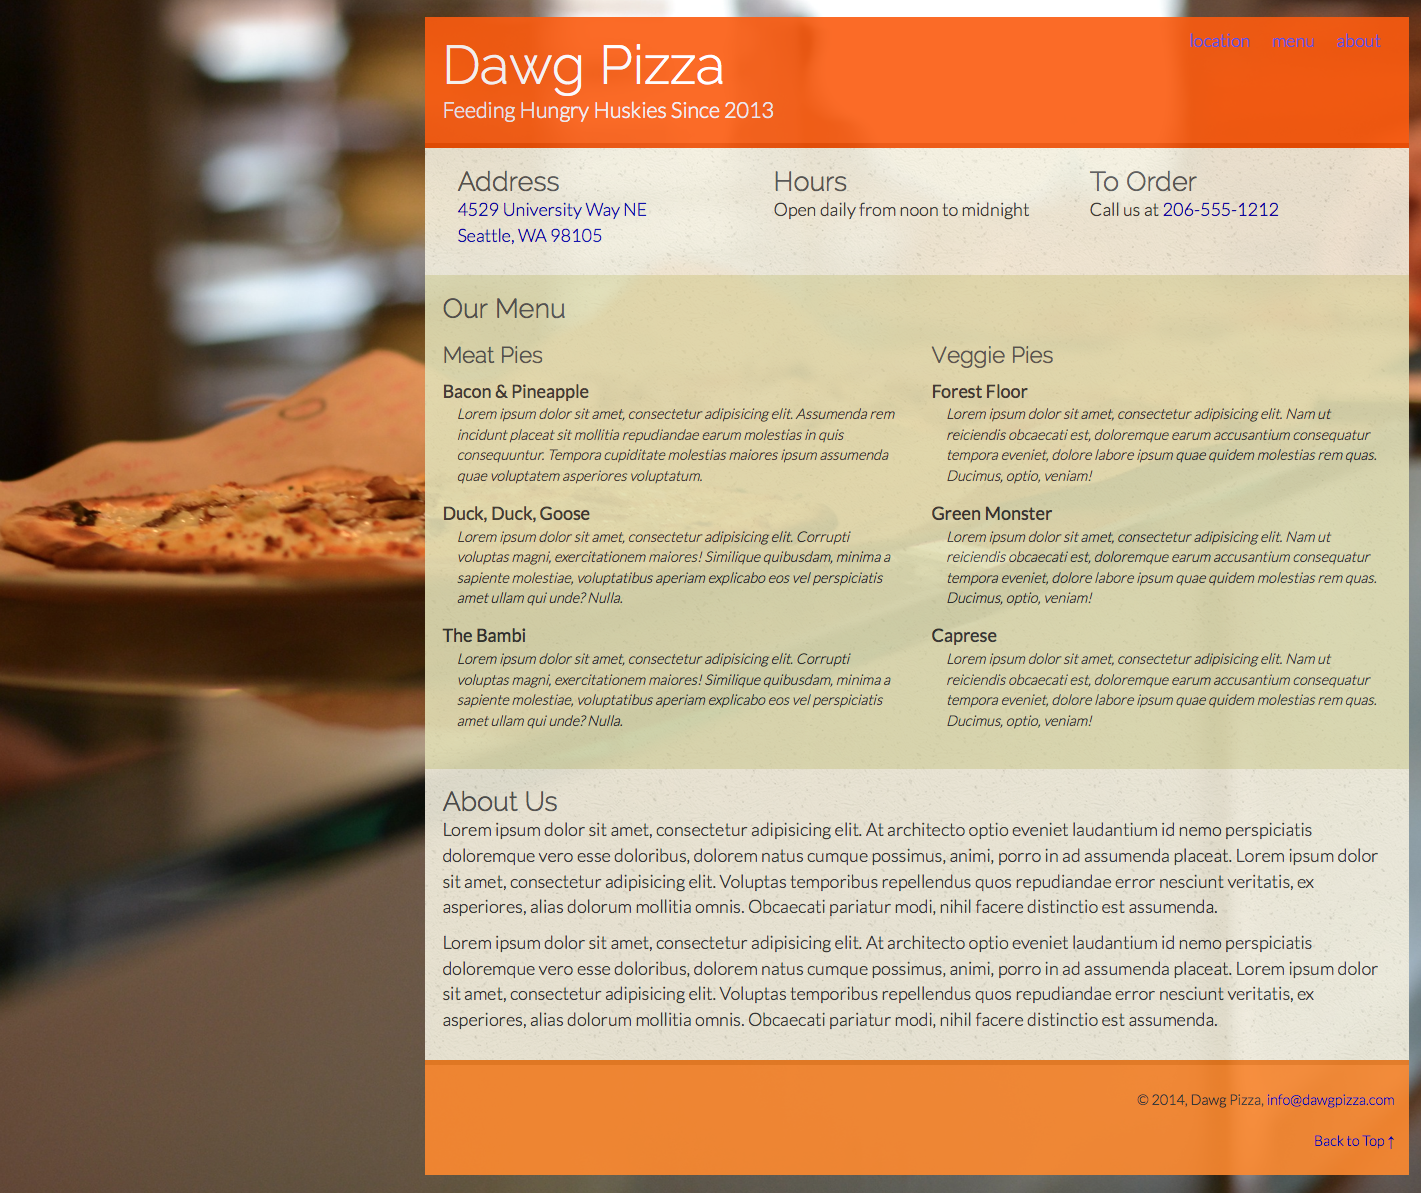 Dawg Pizza
location menu about
Feeding Hungry Huskies Since 2013
Address
4529 University Way NE
Seattle, WA 98105
Hours
Open daily from noon to midnight
To Order
Call us at 206-555-1212
Our Menu
Meat Pies
Bacon & Pineapple
Lorem ipsum dolor sit amet, consectetur adipisicing elit. Assumenda rem
incidunt placeat sit mollitia repudiandae earum molestias in quis
consequuntur. Tempora cupiditate molestias maiores ipsum assumenda
quae voluptatem asperiores voluptatum.
Duck, Duck, Goose
Lorem ipsum dolor sit amet, consectetur adipisicing elit. Corrupti
voluptas magni, exercitationem maiores! Similique quibusdam, minima a
sapiente molestiae, voluptatibus aperiam explicabo eos vel perspiciatis
amet ullam qui unde? Nulla.
The Bambi
Lorem ipsum dolor sit amet, consectetur adipisicing elit. Corrupti
voluptas magni, exercitationem maiores! Similique quibusdam, minima a
sapiente molestiae, voluptatibus aperiam explicabo eos vel perspiciatis
amet ullam qui unde? Nulla.
Veggie Pies
Forest Floor
Lorem ipsum dolor sit amet, consectetur adipisicing elit. Nam ut
reiciendis obcaecati est, doloremque earum accusantium consequatur
tempora eveniet, dolore labore ipsum quae quidem molestias rem quas.
Ducimus, optio, veniam!
Green Monster
Lorem ipsum dolor sit amet, consectetur adipisicing elit. Nam ut
reiciendis obcaecati est, doloremque earum accusantium consequatur
tempora eveniet, dolore labore ipsum quae quidem molestias rem quas.
Ducimus, optio, veniam!
Caprese
Lorem ipsum dolor sit amet, consectetur adipisicing elit. Nam ut
reiciendis obcaecati est, doloremque earum accusantium consequatur
tempora eveniet, dolore labore ipsum quae quidem molestias rem quas.
Ducimus, optio, veniam!
About Us
Lorem ipsum dolor sit amet, consectetur adipisicing elit. At architecto optio eveniet laudantium id nemo perspiciatis
doloremque vero esse doloribus, dolorem natus cumque possimus, animi, porro in ad assumenda placeat. Lorem ipsum dolor
sit amet, consectetur adipisicing elit. Voluptas temporibus repellendus quos repudiandae error nesciunt veritatis, ex
asperiores, alias dolorum mollitia omnis. Obcaecati pariatur modi, nihil facere distinctio est assumenda.
Lorem ipsum dolor sit amet, consectetur adipisicing elit. At architecto optio eveniet laudantium id nemo perspiciatis
doloremque vero esse doloribus, dolorem natus cumque possimus, animi, porro in ad assumenda placeat. Lorem ipsum dolor
sit amet, consectetur adipisicing elit. Voluptas temporibus repellendus quos repudiandae error nesciunt veritatis, ex
asperiores, alias dolorum mollitia omnis. Obcaecati pariatur modi, nihil facere distinctio est assumenda.
© 2014, Dawg Pizza, info@dawgpizza.com
Back to Top ↑